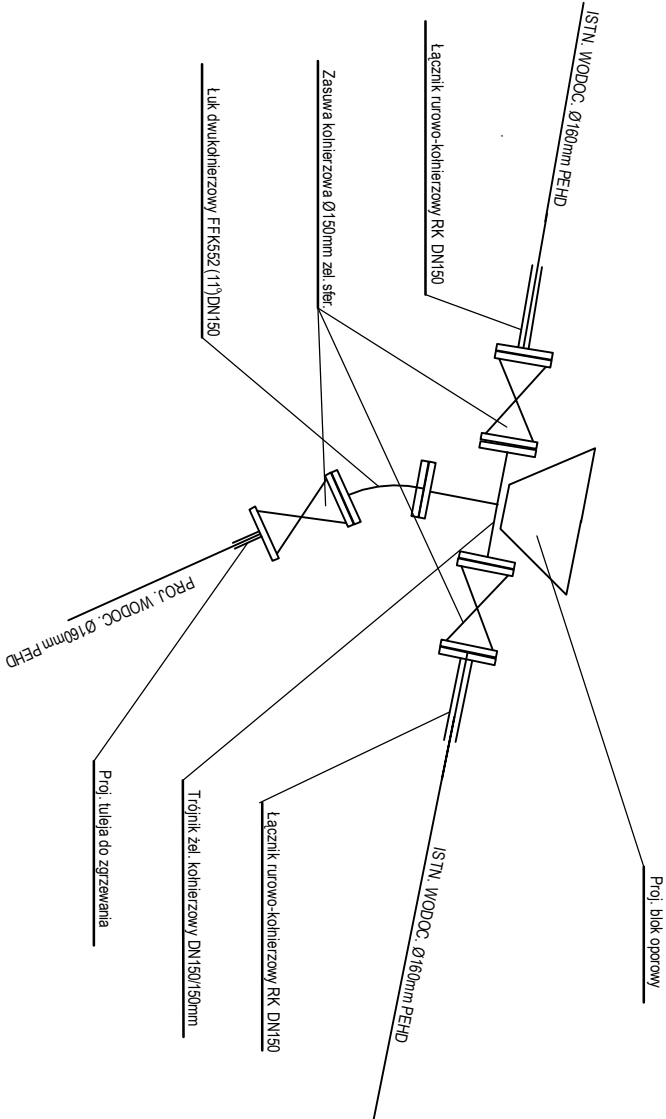 ISTN. WODOC. Ø160mm PEHD
Łącznik rurowo-kołnierzowy RK DN150
Zasuwa kołnierzowa Ø150mm żel. sfer.
Łuk dwukołnierzowy FFK552 (11°)DN150
PROJ. WODOC. Ø160mm PEHD
Proj. blok oporowy
ISTN. WODOC. Ø160mm PEHD
Łącznik rurowo-kołnierzowy RK DN150
Trójnik żel. kołnierzowy DN150/150mm
Proj. tuleja do zgrzewania